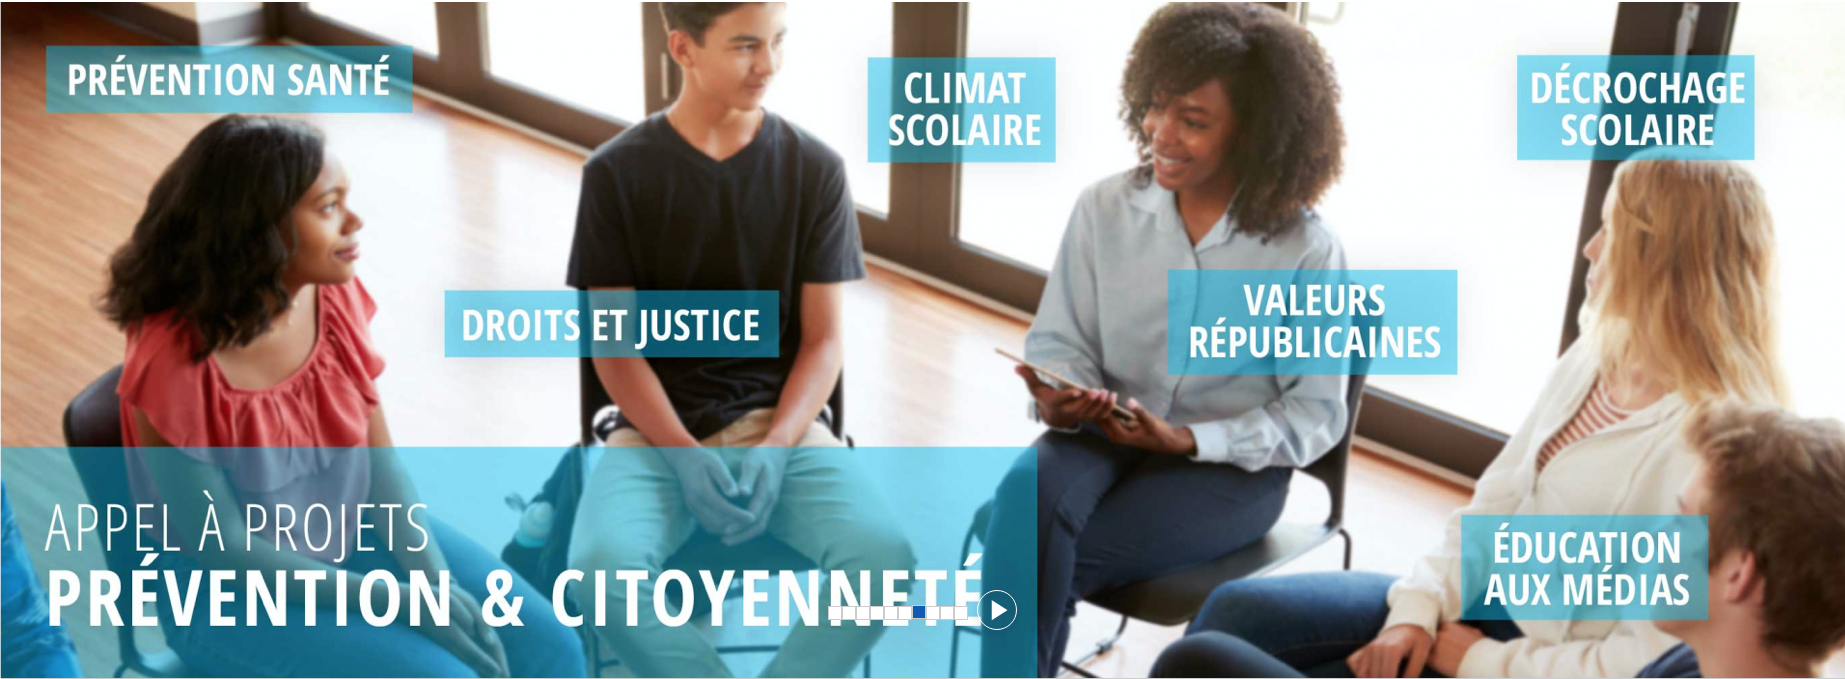 PRÉVENTION SANTÉ
CLIMAT
SCOLAIRE
DÉCROCHAGE
SCOLAIRE
DROITS ET JUSTICE
VALEURS
RÉPUBLICAINES
APPEL À PROJETS
PRÉVENTION & CITOYENNETÉ
ÉDUCATION
AUX MÉDIAS